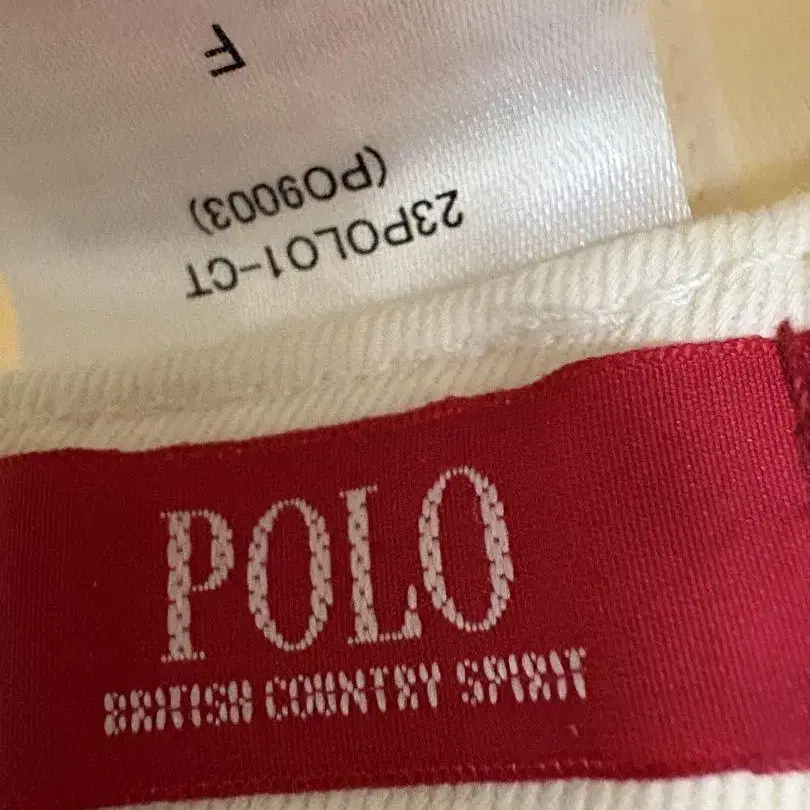 23POLO1-CT
(PO9003)
F
POLO
BRITISH COUNTRY SPIRIT